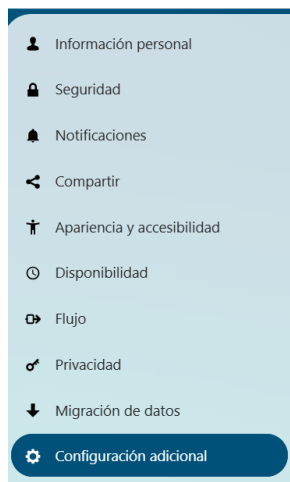 Información personal
Seguridad
Notificaciones
Compartir
Apariencia y accesibilidad
Disponibilidad
Flujo
Privacidad
Migración de datos
Configuración adicional